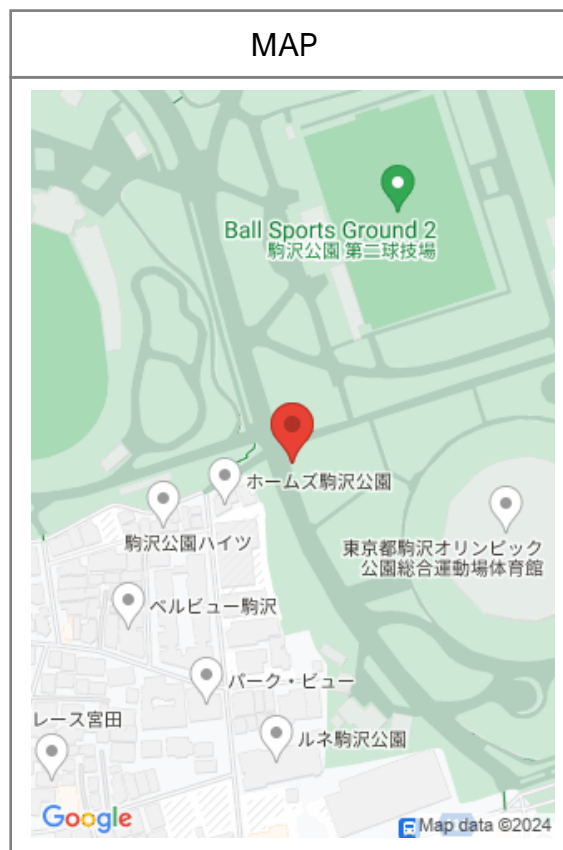 MAP
Ball Sports Ground 2
駒沢公園 第二球技場
ホームズ駒沢公園
駒沢公園ハイツ
東京都駒沢オリンピック
公園総合運動場体育館
ベルビュー駒沢
パーク・ビュー
レース宮田
ルネ駒沢公園
Google
Map data ©2024